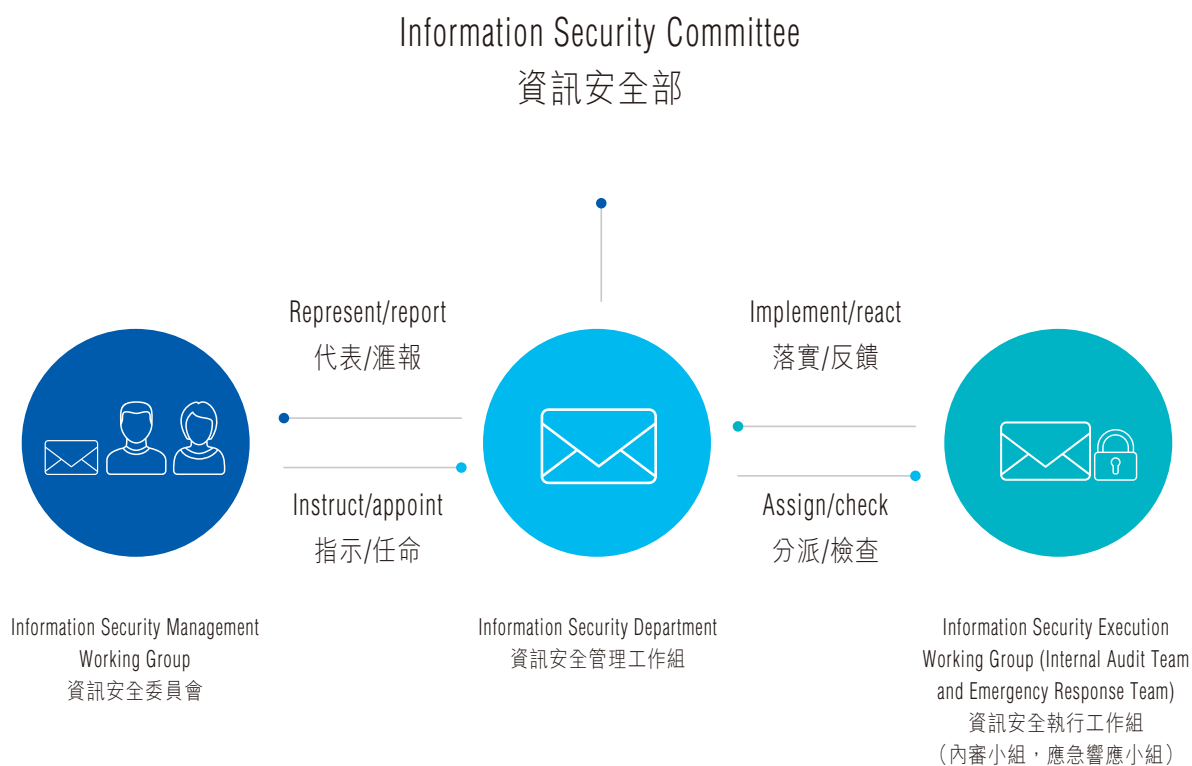 Information Security Committee
資訊安全部
Represent/report
代表/滙報
Implement/react
落實/反饋
Instruct/appoint
指示/任命
Assign/check
分派/檢查
Information Security Management
Working Group
資訊安全委員會
Information Security Department
資訊安全管理工作組
Information Security Execution
Working Group (Internal Audit Team
and Emergency Response Team)
資訊安全執行工作組
（內審小組，應急響應小組）